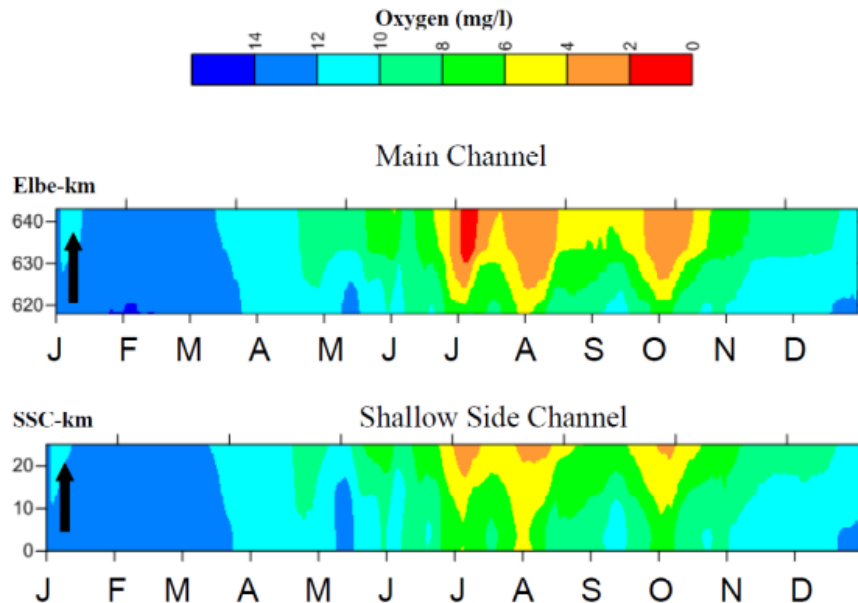 Oxygen (mg/l)
14 12 10 8 6 4 2 0
Main Channel
Elbe-km
640
630
620
J F M A M J J A S O N D
SSC-km Shallow Side Channel
20
10
0
J F M A M J J A S O N D